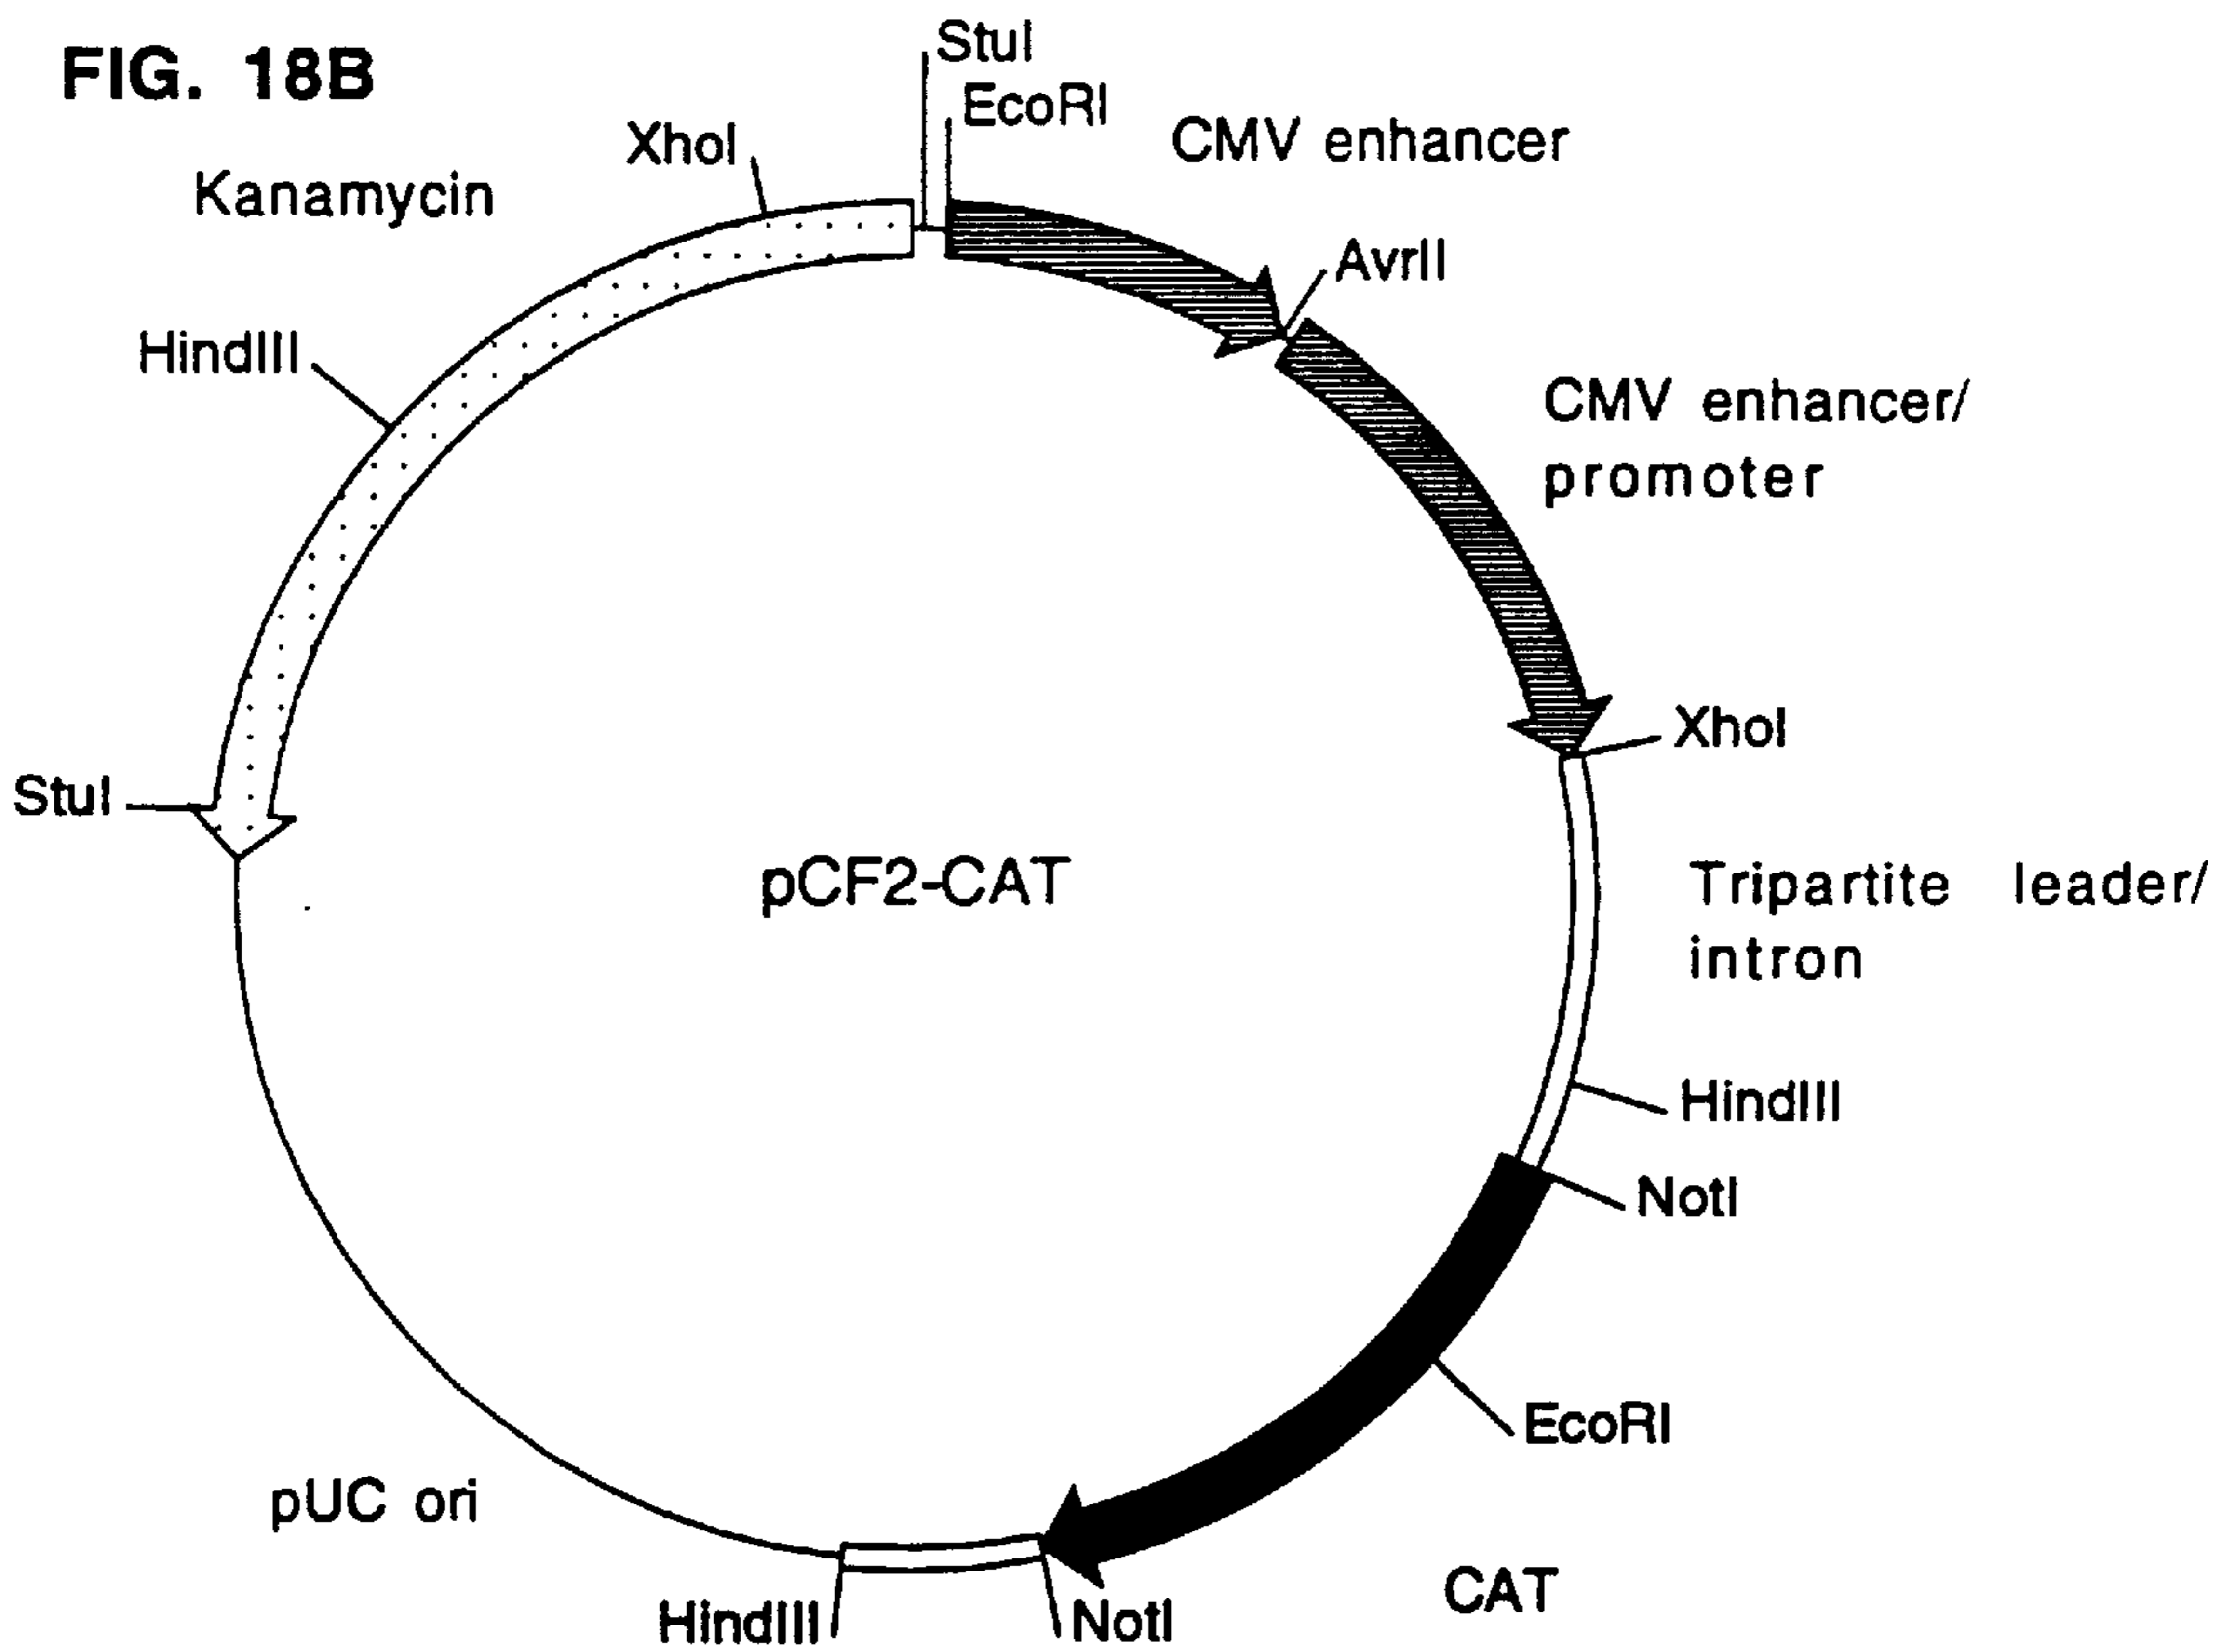 FIG. 18B
StuI
EcoRI
XhoI
CMV enhancer
Kanamycin
AvrII
HindIII
CMV enhancer/
promoter
XhoI
StuI
pCF2-CAT
Tripartite leader/
intron
HindIII
NotI
EcoRI
pUC ori
CAT
HindIII
NotI